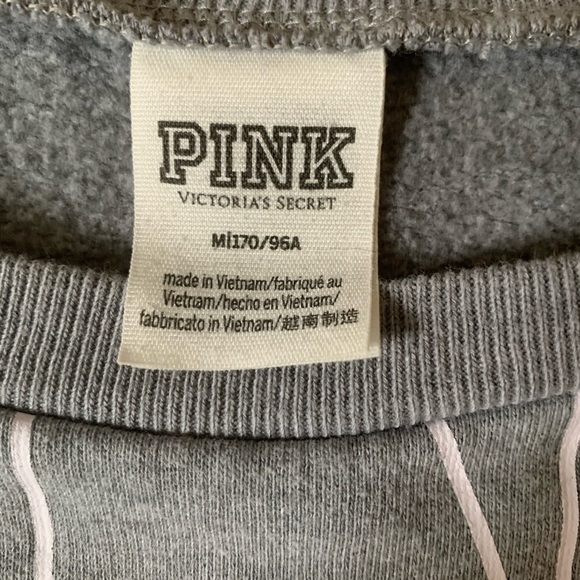 PINK
VICTORIA'S SECRET
M|170/96A
made in Vietnam/fabriqué au
Vietnam/hecho en Vietnam/
fabbricato in Vietnam/越南制造